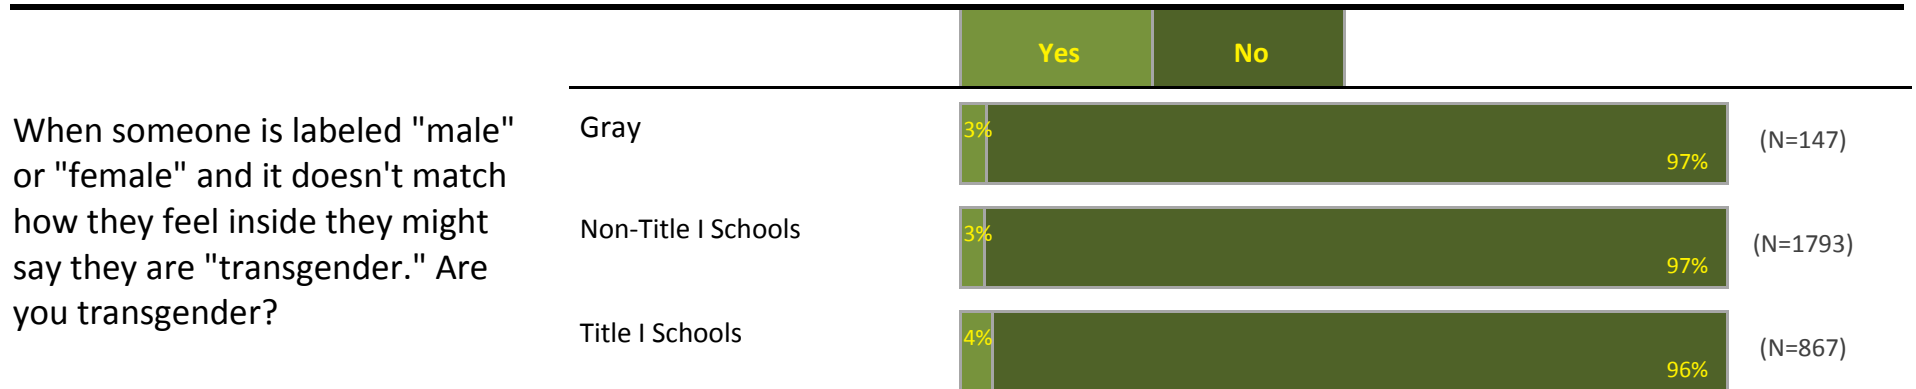 Yes No
When someone is labeled "male"
or "female" and it doesn't match
how they feel inside they might
say they are "transgender." Are
you transgender?
Gray 3% 97% (N=147)
Non-Title I Schools 3% 97% (N=1793)
Title I Schools 4% 96% (N=867)